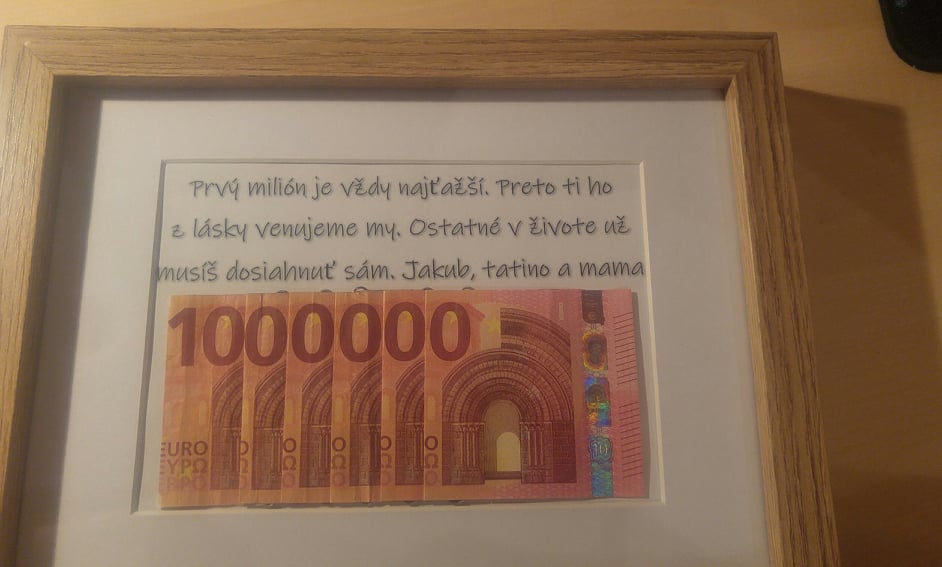 Prvý milión je vždy najťažší. Preto ti ho
z lásky venujeme my. Ostatné v živote už
musíš dosiahnuť sám. Jakub, tatino a mama
1000000
EURO
ΕΥΡΩ
ЕВРО